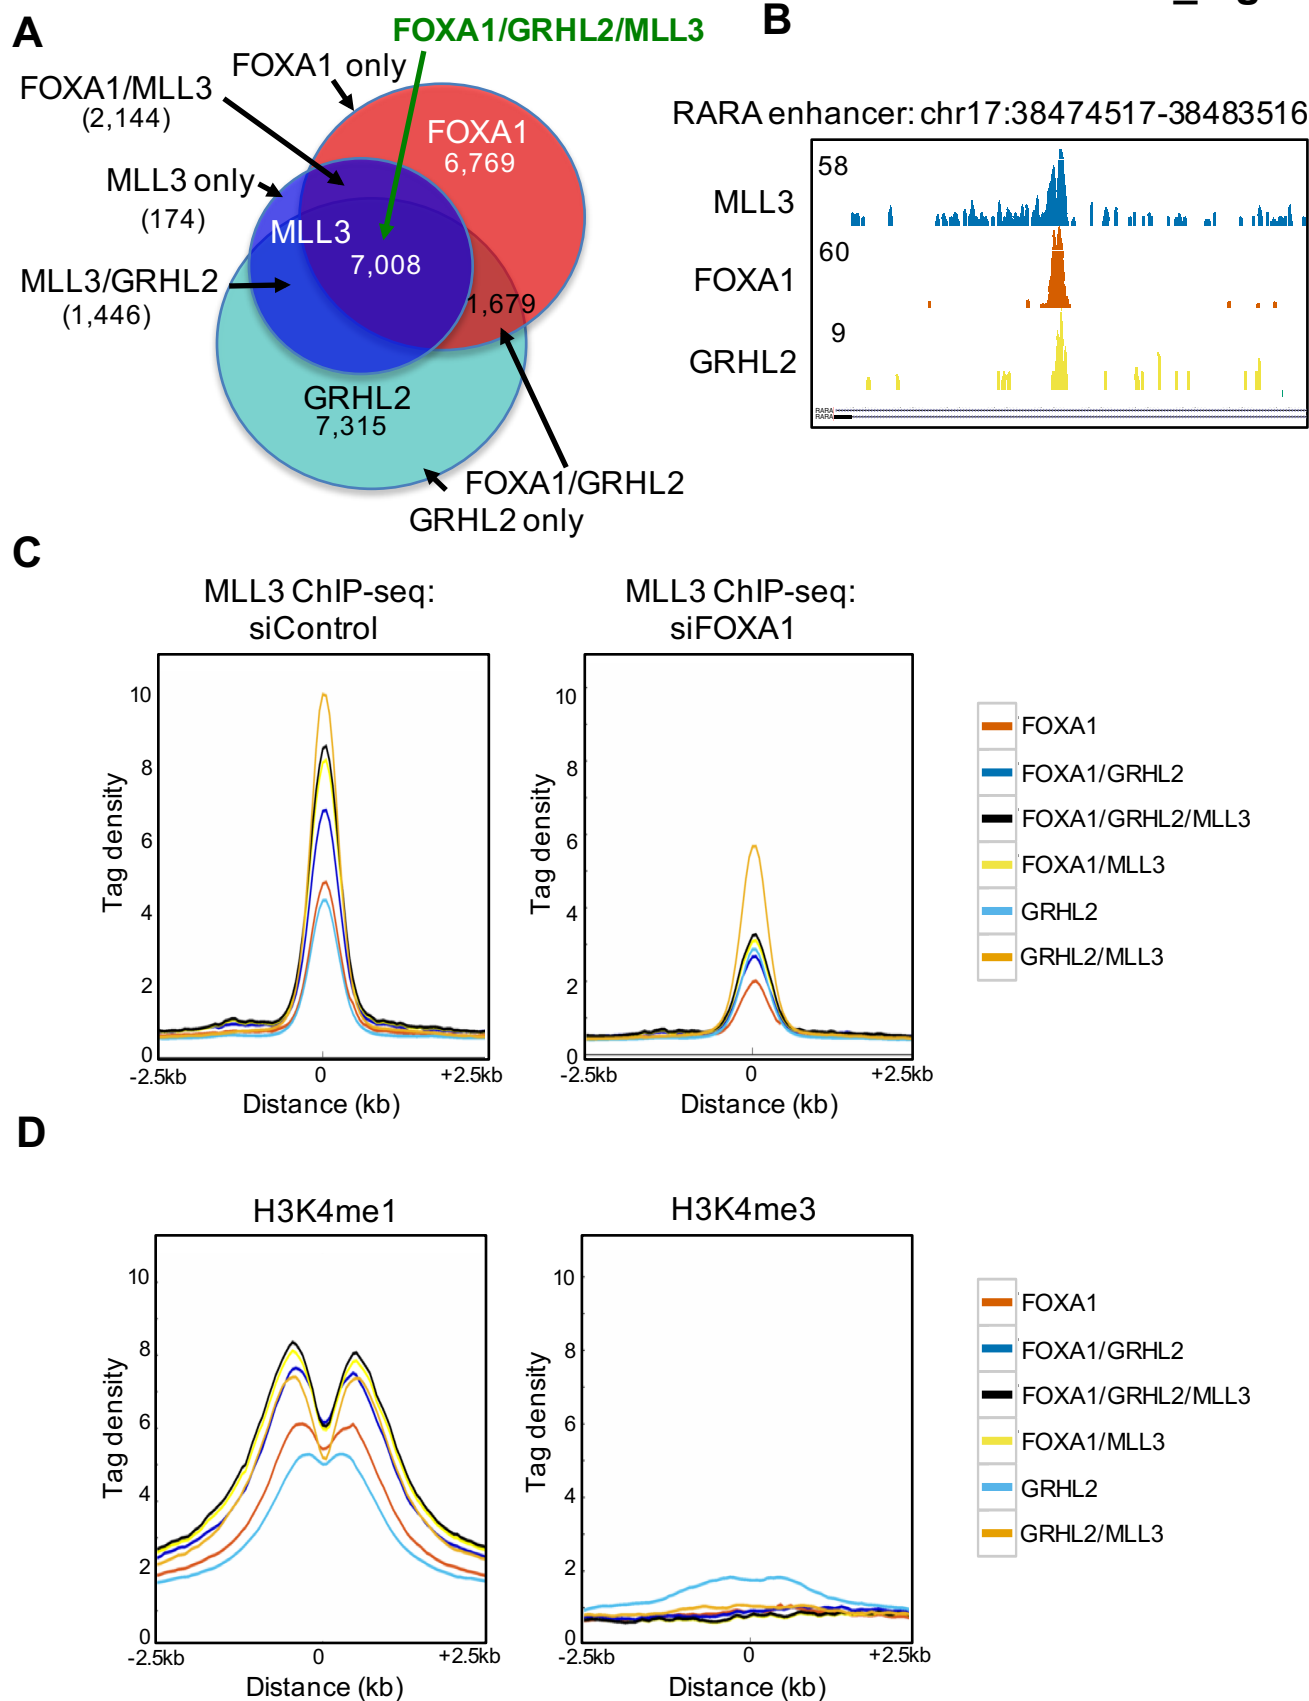 A
FOXA1/GRHL2/MLL3
FOXA1 only
FOXA1/MLL3
(2,144)
FOXA1
6,769
MLL3 only
(174)
MLL3
7,008
MLL3/GRHL2
(1,446)
1,679
GRHL2
7,315
FOXA1/GRHL2
GRHL2 only
B
RARA enhancer: chr17:38474517-38483516
58
MLL3
60
FOXA1
9
GRHL2
RARA
RARA
C
MLL3 ChIP-seq:
siControl
MLL3 ChIP-seq:
siFOXA1
Tag density
10
8
6
4
2
0
-2.5kb
0
+2.5kb
Distance (kb)
Tag density
10
8
6
4
2
0
-2.5kb
0
+2.5kb
Distance (kb)
FOXA1
FOXA1/GRHL2
FOXA1/GRHL2/MLL3
FOXA1/MLL3
GRHL2
GRHL2/MLL3
D
H3K4me1
Tag density
10
8
6
4
2
0
-2.5kb
0
+2.5kb
Distance (kb)
H3K4me3
Tag density
10
8
6
4
2
0
-2.5kb
0
+2.5kb
Distance (kb)
FOXA1
FOXA1/GRHL2
FOXA1/GRHL2/MLL3
FOXA1/MLL3
GRHL2
GRHL2/MLL3